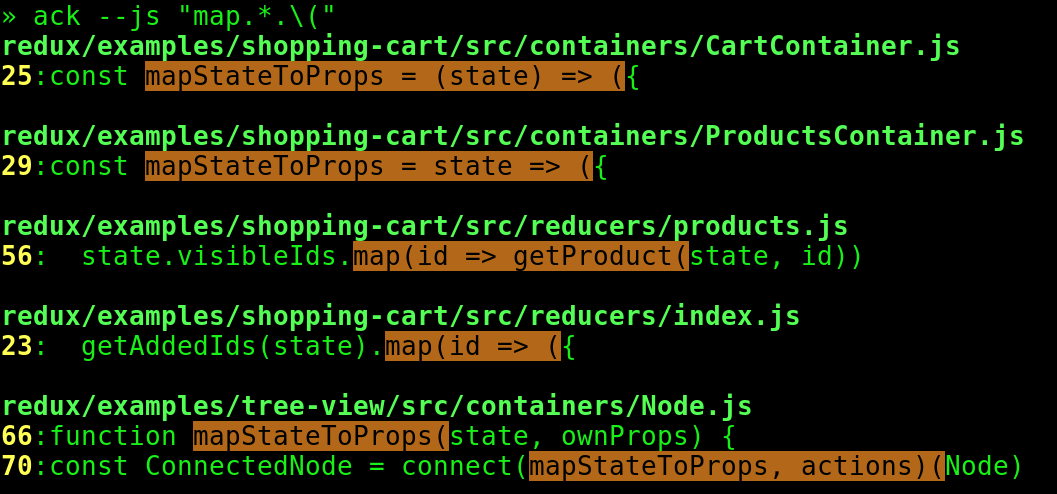 » ack --js "map.*.\("
redux/examples/shopping-cart/src/containers/CartContainer.js
25:const mapStateToProps = (state) => ({
redux/examples/shopping-cart/src/containers/ProductsContainer.js
29:const mapStateToProps = state => ({
redux/examples/shopping-cart/src/reducers/products.js
56:  state.visibleIds.map(id => getProduct(state, id))
redux/examples/shopping-cart/src/reducers/index.js
23:  getAddedIds(state).map(id => ({
redux/examples/tree-view/src/containers/Node.js
66:function mapStateToProps(state, ownProps) {
70:const ConnectedNode = connect(mapStateToProps, actions)(Node)